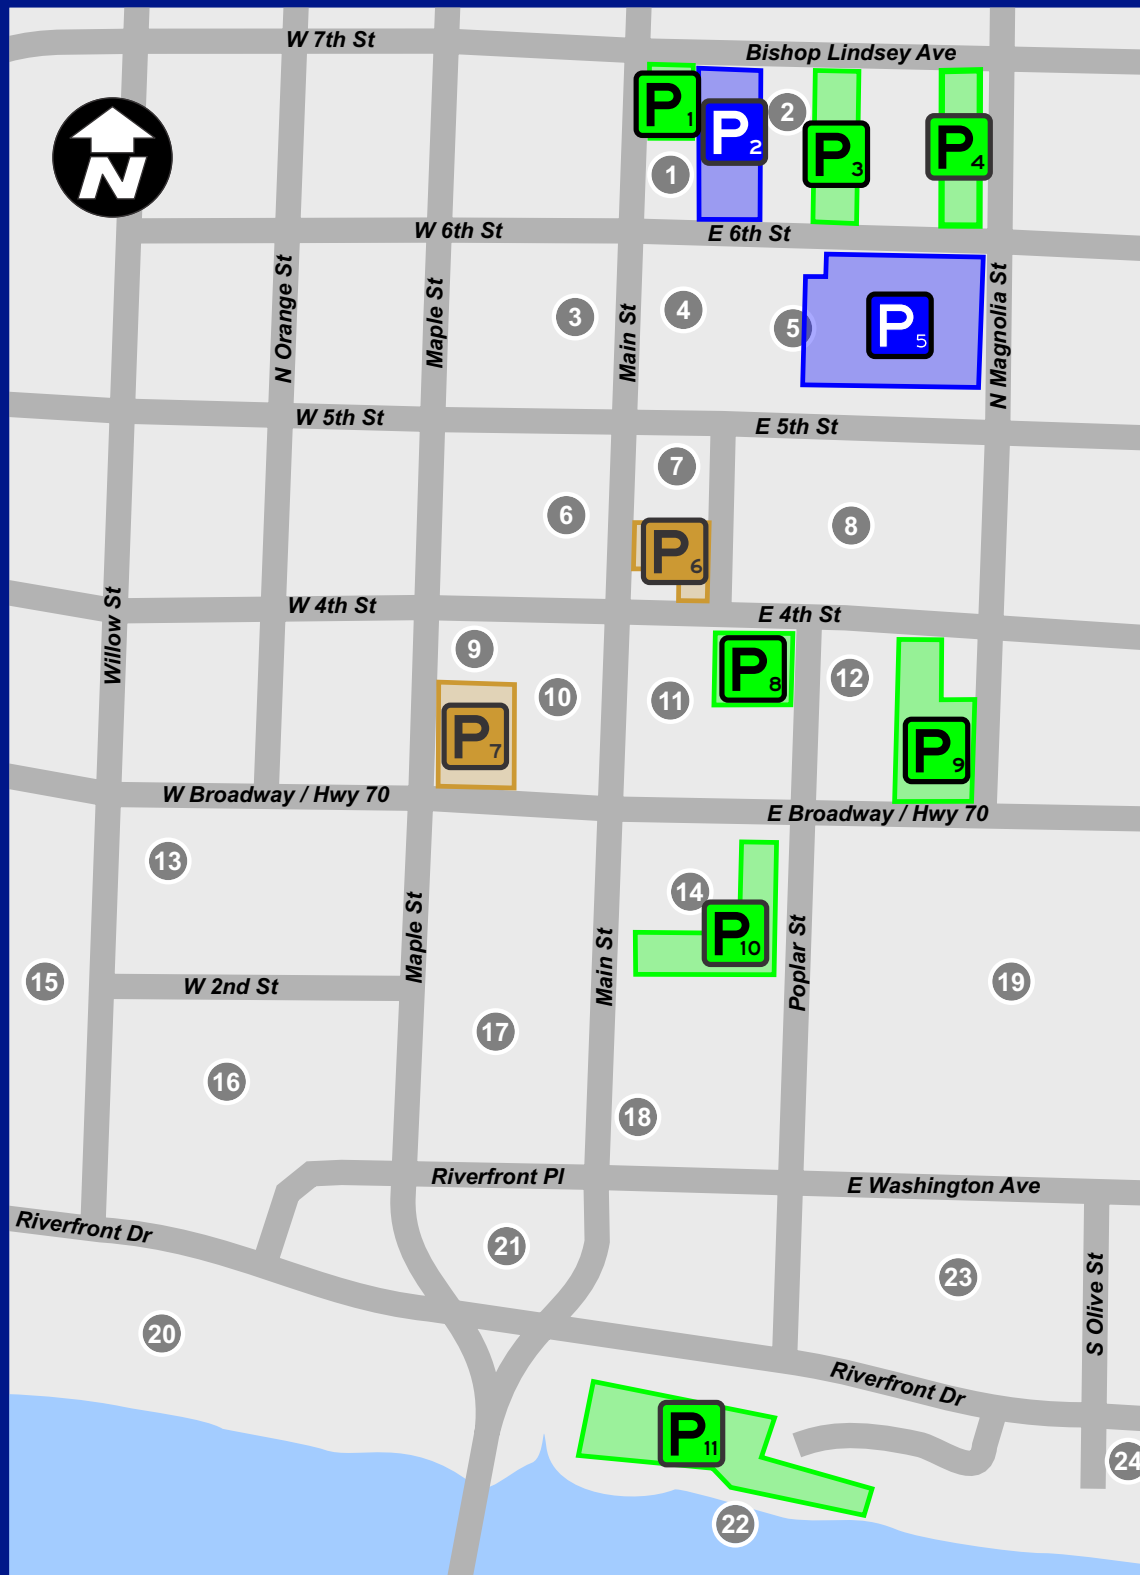 W 7th St
Bishop Lindsey Ave
P1
P2
2
P3
P4
N
1
W 6th St
E 6th St
N Orange St
Maple St
Main St
N Magnolia St
3
4
5
P5
W 5th St
E 5th St
7
6
8
P6
Willow St
W 4th St
E 4th St
9
10
11
P8
12
P7
P9
W Broadway / Hwy 70
E Broadway / Hwy 70
13
14
P10
Maple St
Main St
Poplar St
15
W 2nd St
19
17
16
18
Riverfront Pl
E Washington Ave
Riverfront Dr
21
23
S Olive St
20
Riverfront Dr
P11
24
22